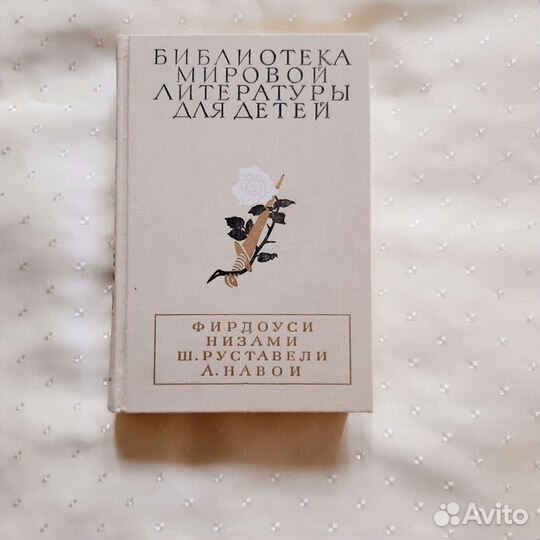 БИБЛИОТЕКА
МИРОВОЙ
ЛИТЕРАТУРЫ
ДЛЯ ДЕТЕЙ
ФИРДОУСИ
НИЗАМИ
Ш. РУСТАВЕЛИ
А. НАВОИ
Avito